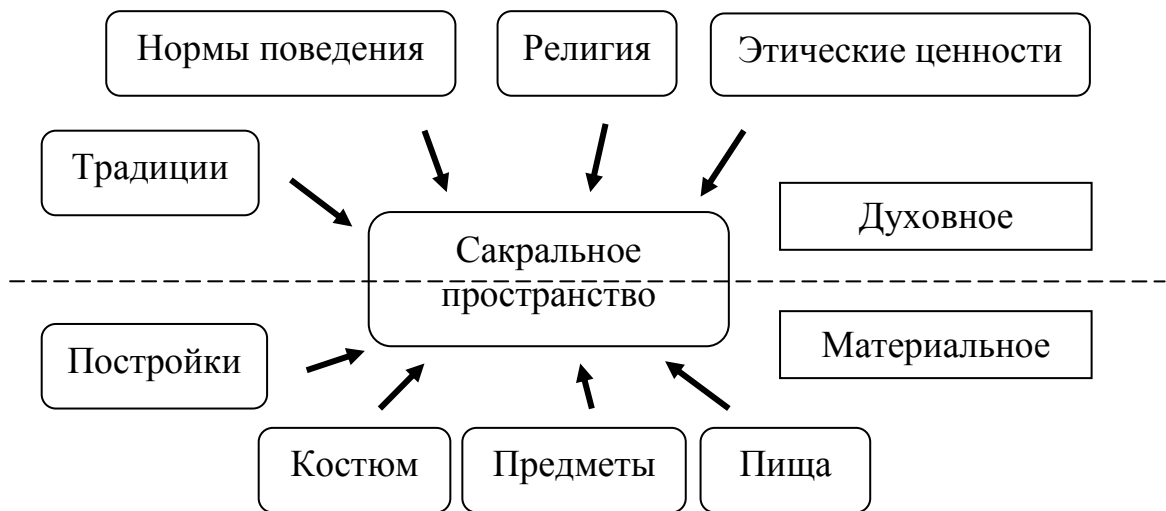 Нормы поведения
Религия
Этические ценности
Традиции
Духовное
Сакральное
пространство
Материальное
Постройки
Костюм
Предметы
Пища